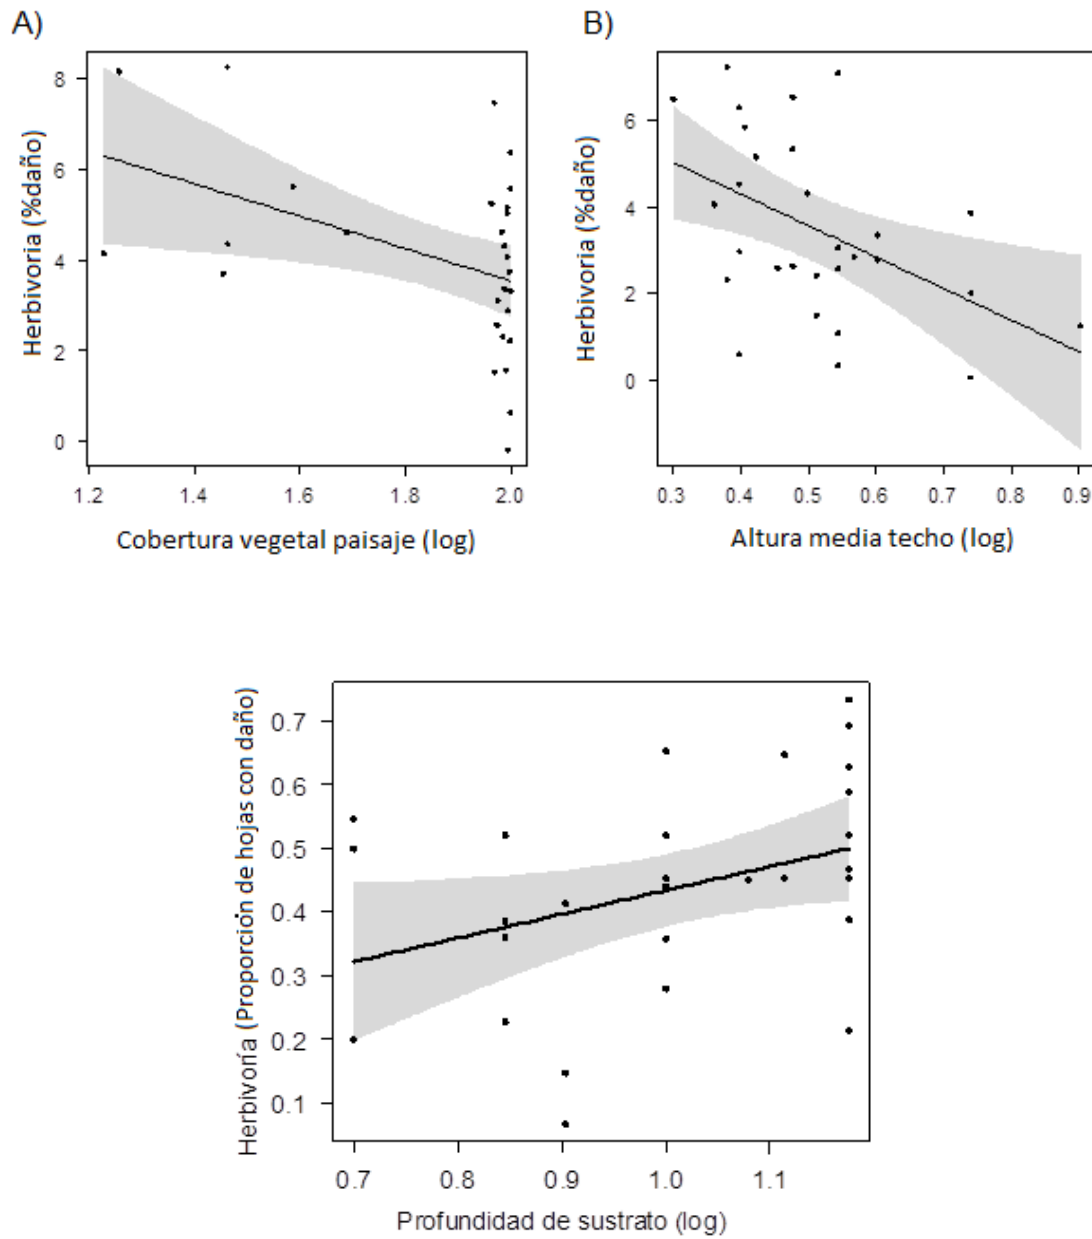 A)
B)
8
6
4
2
0
Herbivoria (%daño)
1.2 1.4 1.6 1.8 2.0
Cobertura vegetal paisaje (log)
6
4
2
0
Herbivoria (%daño)
0.3 0.4 0.5 0.6 0.7 0.8 0.9
Altura media techo (log)
0.7
0.6
0.5
0.4
0.3
0.2
0.1
Herbivoría (Proporción de hojas con daño)
0.7 0.8 0.9 1.0 1.1
Profundidad de sustrato (log)